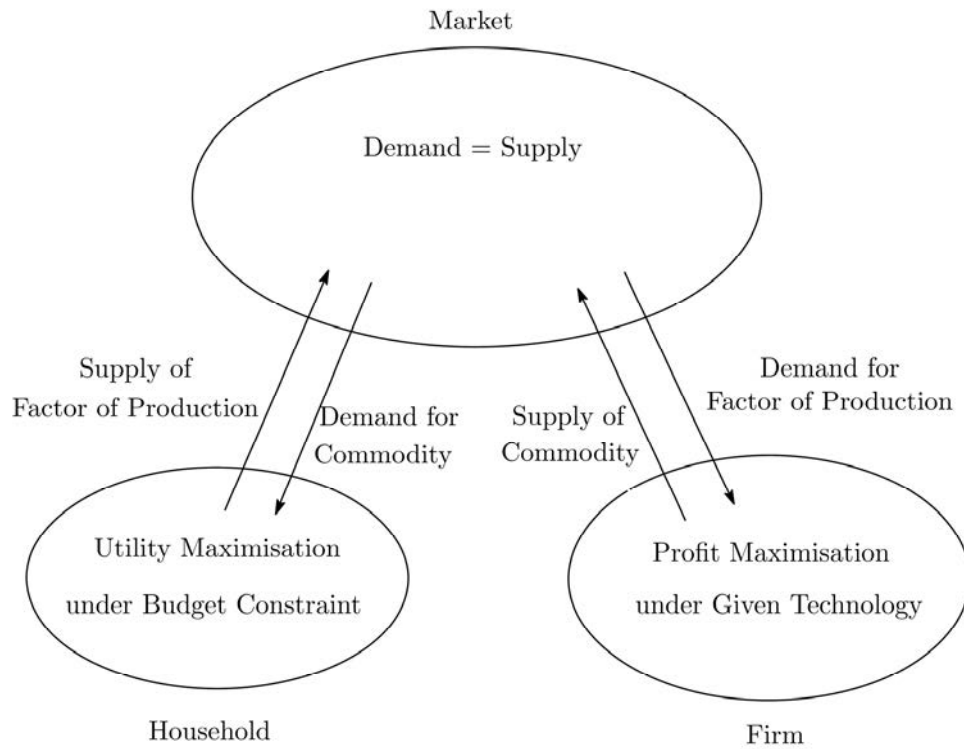 Market
Demand = Supply
Supply of
Factor of Production
Demand for
Commodity
Supply of
Commodity
Demand for
Factor of Production
Utility Maximisation
under Budget Constraint
Profit Maximisation
under Given Technology
Household
Firm